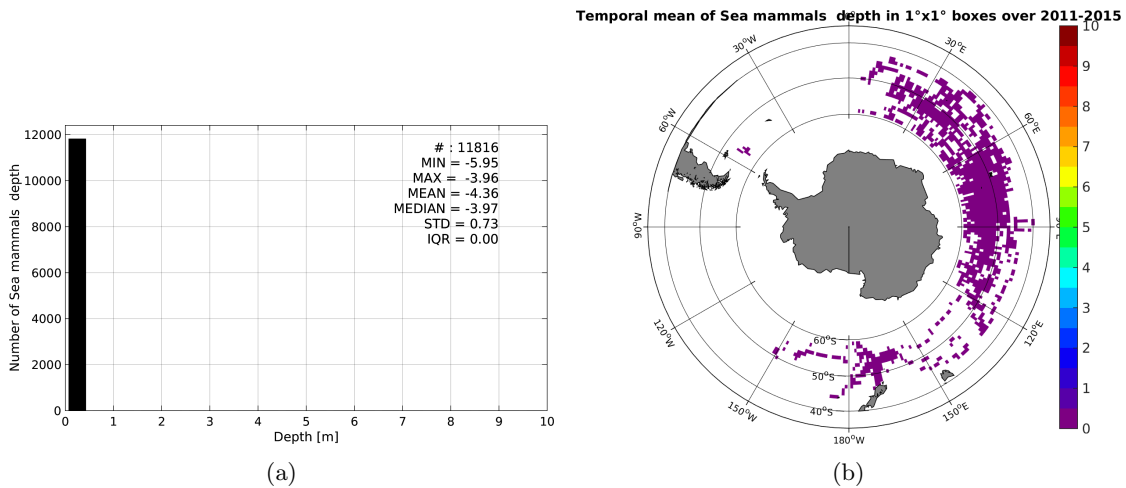 Temporal mean of Sea mammals  depth in 1°x1° boxes over 2011-2015
Number of Sea mammals  depth
12000
10000
8000
6000
4000
2000
0
# : 11816
MIN = -5.95
MAX =  -3.96
MEAN = -4.36
MEDIAN = -3.97
STD = 0.73
IQR = 0.00
0 1 2 3 4 5 6 7 8 9 10
Depth [m]
(a)
30°W
30°E
60°W
60°E
90°W
120°W
120°E
150°W
150°E
180°W
60°S
50°S
40°S
10
9
8
7
6
5
4
3
2
1
0
(b)